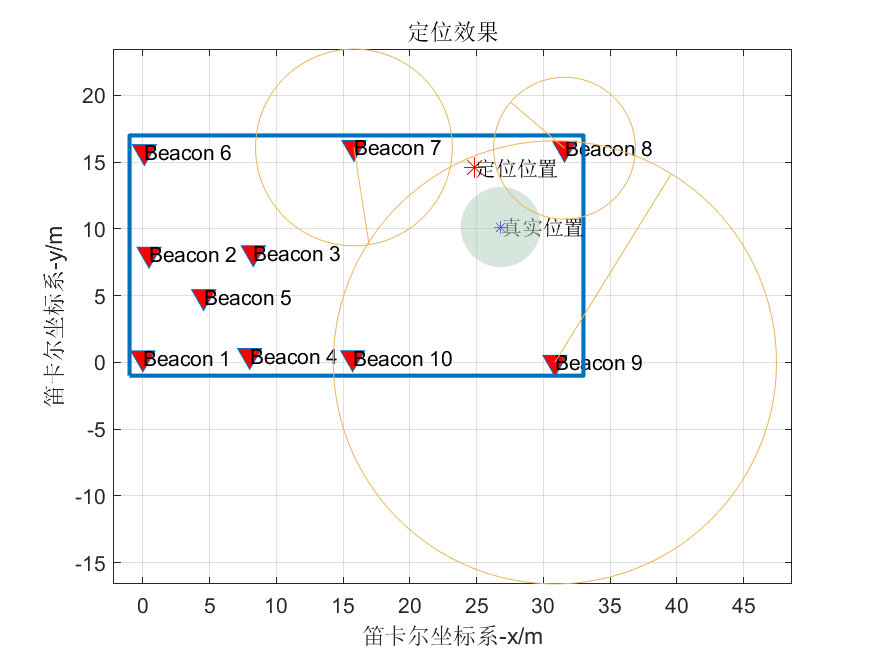 定位效果
20
15
10
5
0
-5
-10
-15
笛卡尔坐标系-y/m
Beacon 6
Beacon 7
Beacon 8
定位位置
真实位置
Beacon 2
Beacon 3
Beacon 5
Beacon 1
Beacon 4
Beacon 10
Beacon 9
0 5 10 15 20 25 30 35 40 45
笛卡尔坐标系-x/m